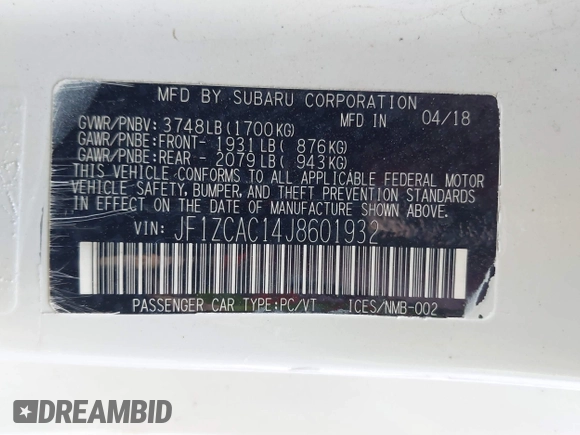 MFD BY SUBARU CORPORATION
MFD IN 04/18
GVWR/PNBV: 3748LB(1700KG)
GAWR/PNBE:FRONT- 1931LB( 876KG)
GAWR/PNBE:REAR - 2079LB( 943KG)
THIS VEHICLE CONFORMS TO ALL APPLICABLE FEDERAL MOTOR
VEHICLE SAFETY, BUMPER, AND THEFT PREVENTION STANDARDS
IN EFFECT ON THE DATE OF MANUFACTURE SHOWN ABOVE.
VIN: JF1ZCAC14J8601932
PASSENGER CAR TYPE:PC/VT ICES/NMB-002
DREAMBID